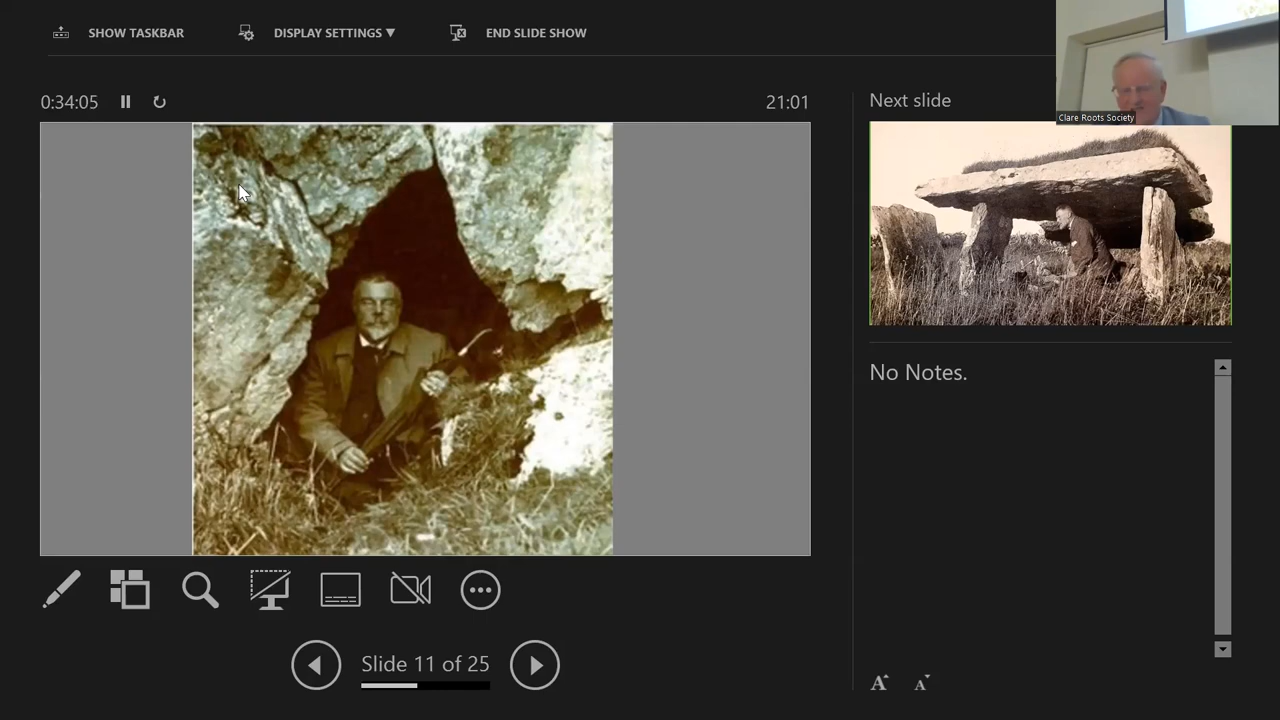 SHOW TASKBAR
DISPLAY SETTINGS ▼
END SLIDE SHOW
0:34:05
21:01
Next slide
Clare Roots Society
No Notes.
Slide 11 of 25
A A